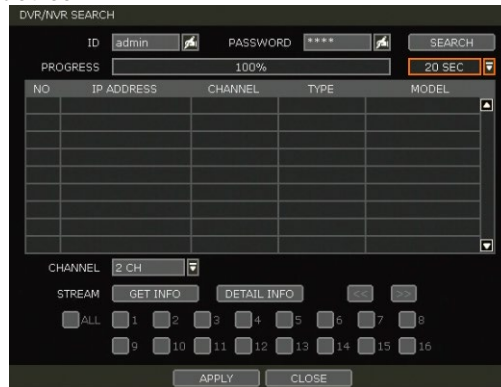 DVR/NVR SEARCH
ID admin PASSWORD **** SEARCH
PROGRESS 100% 20 SEC
NO IP ADDRESS CHANNEL TYPE MODEL
CHANNEL 2 CH
STREAM GET INFO DETAIL INFO << >>
ALL 1 2 3 4 5 6 7 8
9 10 11 12 13 14 15 16
APPLY CLOSE